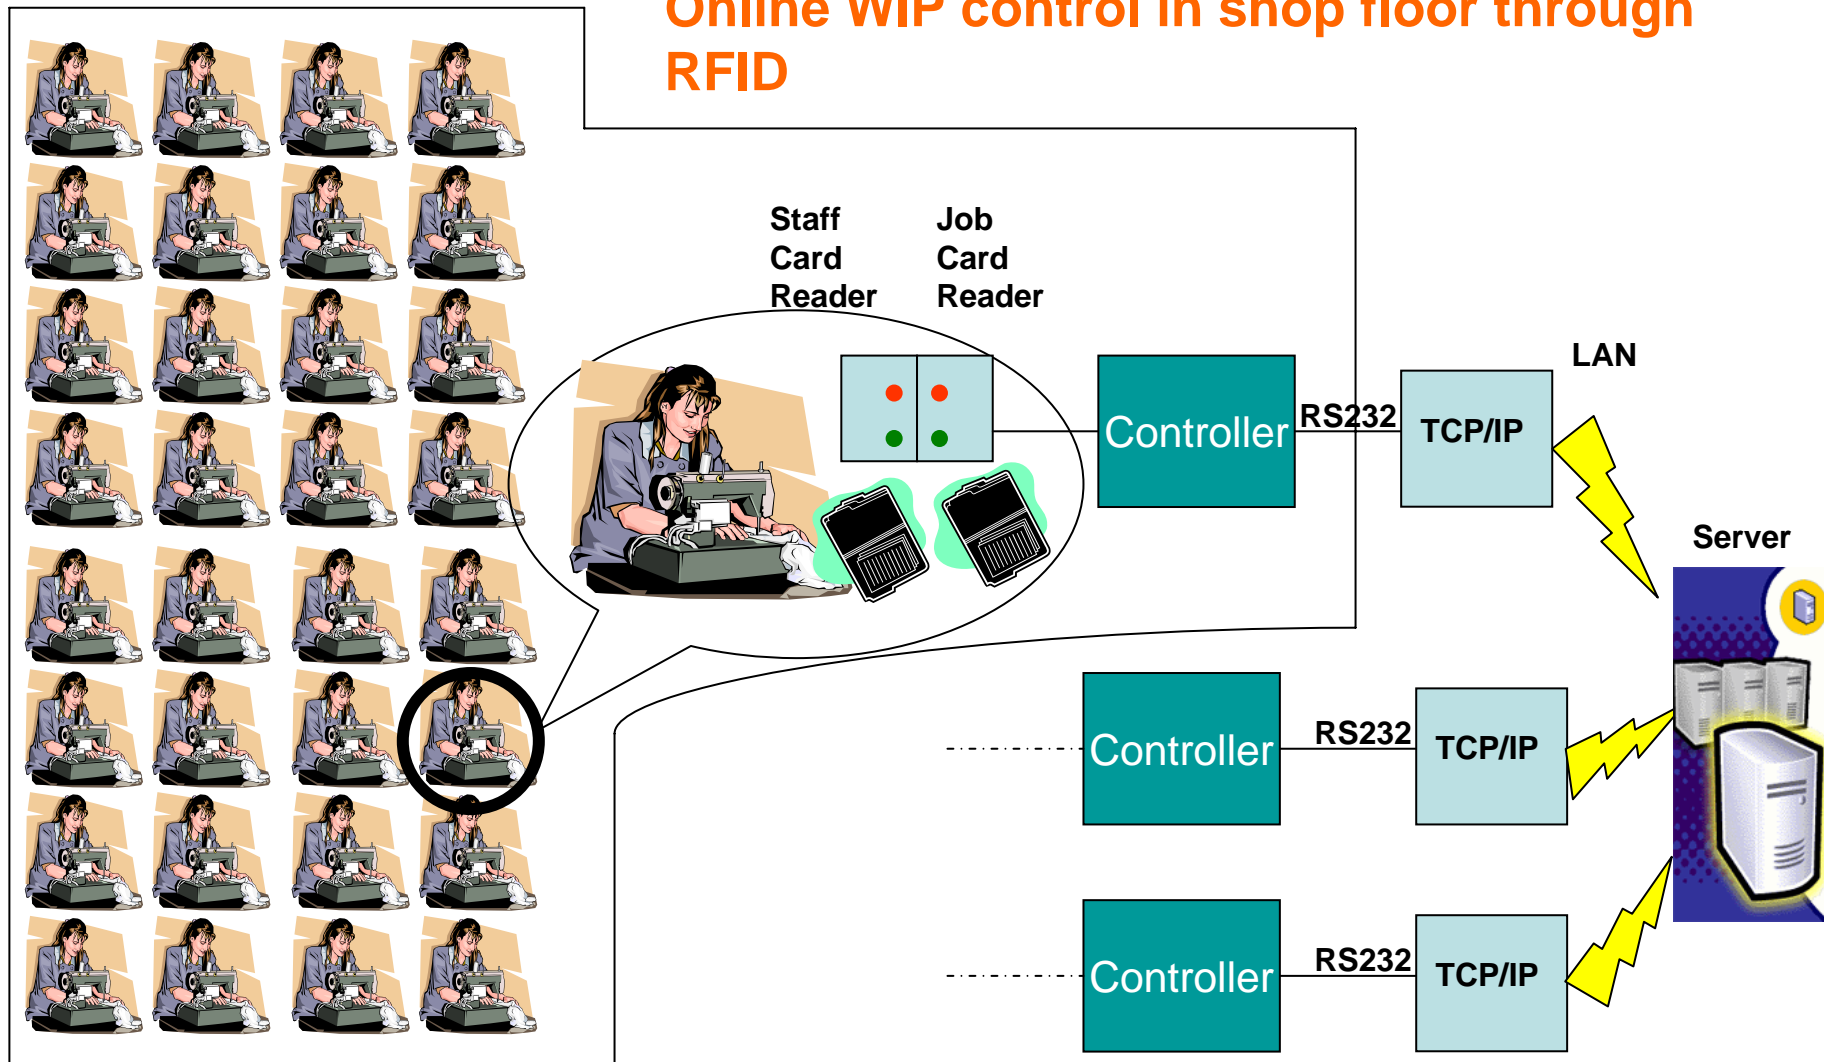 Online WIP control in shop floor through
RFID
Staff
Card
Reader
Job
Card
Reader
LAN
Controller
RS232
TCP/IP
Server
Controller
RS232
TCP/IP
Controller
RS232
TCP/IP